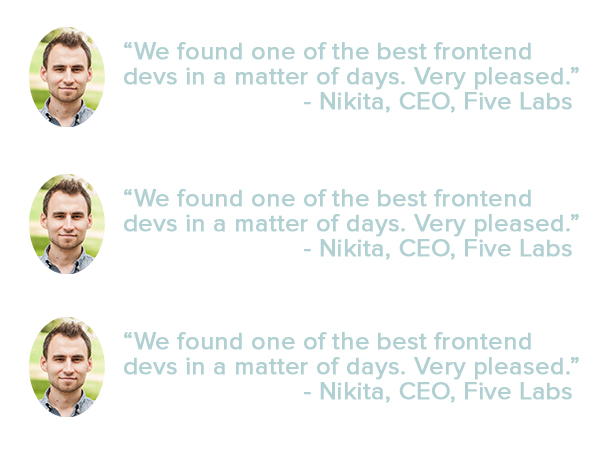 “We found one of the best frontend
devs in a matter of days. Very pleased.”
- Nikita, CEO, Five Labs
“We found one of the best frontend
devs in a matter of days. Very pleased.”
- Nikita, CEO, Five Labs
“We found one of the best frontend
devs in a matter of days. Very pleased.”
- Nikita, CEO, Five Labs